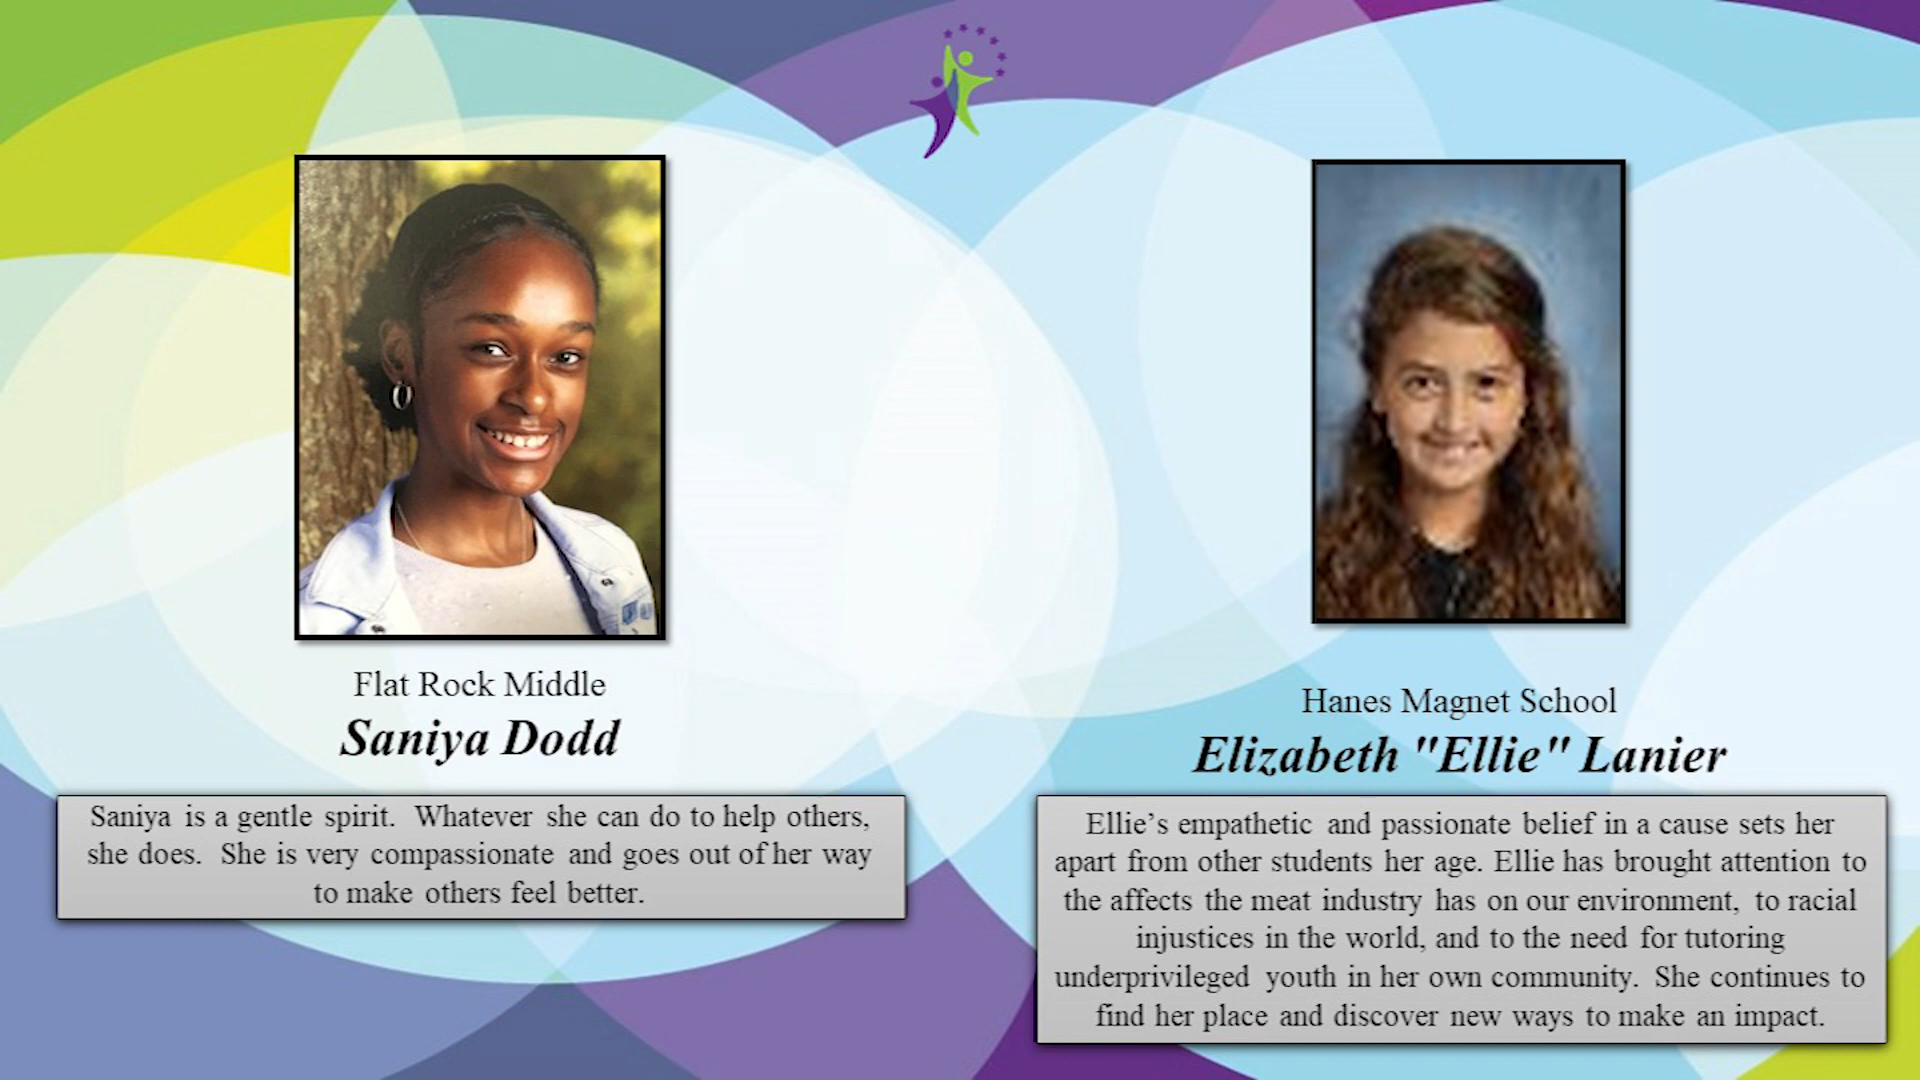 Flat Rock Middle
Saniya Dodd
Saniya is a gentle spirit. Whatever she can do to help others,
she does. She is very compassionate and goes out of her way
to make others feel better.
Hanes Magnet School
Elizabeth "Ellie" Lanier
Ellie’s empathetic and passionate belief in a cause sets her
apart from other students her age. Ellie has brought attention to
the affects the meat industry has on our environment, to racial
injustices in the world, and to the need for tutoring
underprivileged youth in her own community. She continues to
find her place and discover new ways to make an impact.